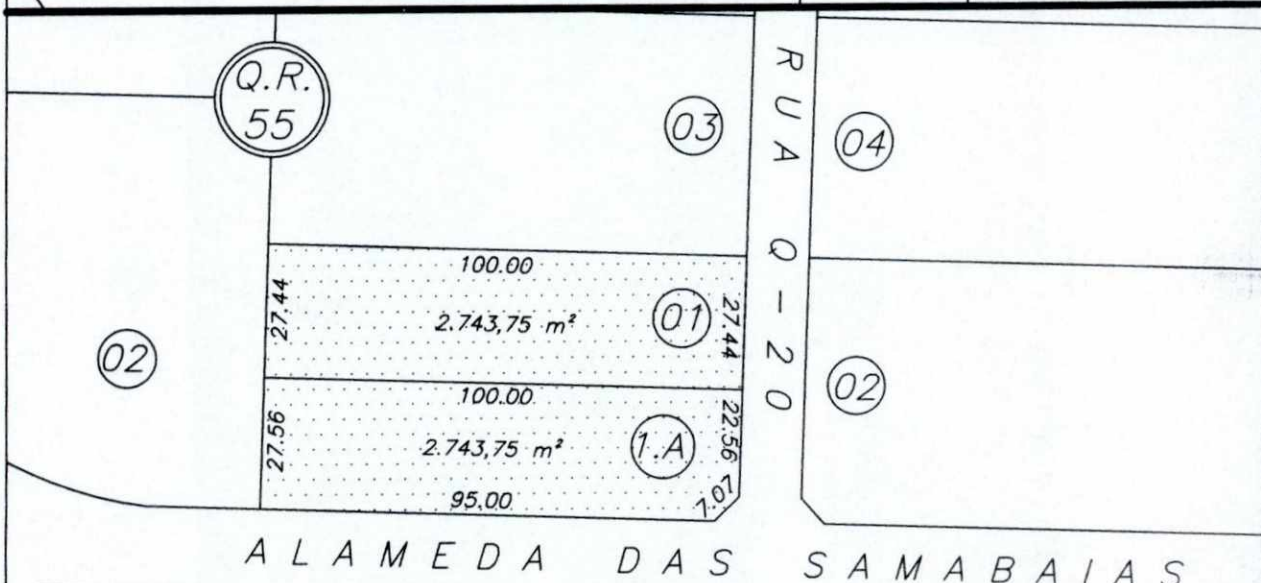 Q.R.
55
03
04
RUA Q-20
100.00
27.44
2.743,75 m²
01
27.44
02
100.00
02
27.56
2.743,75 m²
1.A
22.56
7.07
95.00
ALAMEDA DAS SAMABAIAS